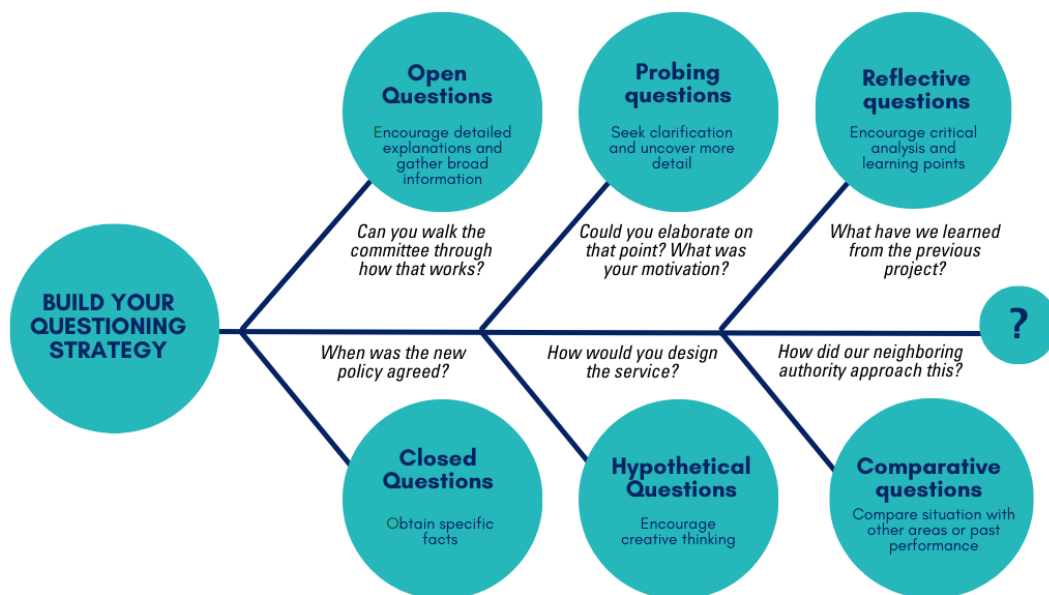 BUILD YOUR
QUESTIONING
STRATEGY
Open
Questions
Encourage detailed
explanations and
gather broad
information
Can you walk the
committee through
how that works?
Probing
questions
Seek clarification
and uncover more
detail
Could you elaborate on
that point? What was
your motivation?
Reflective
questions
Encourage critical
analysis and
learning points
What have we learned
from the previous
project?
When was the new
policy agreed?
Closed
Questions
Obtain specific
facts
How would you design
the service?
Hypothetical
Questions
Encourage
creative thinking
How did our neighboring
authority approach this?
Comparative
questions
Compare situation with
other areas or past
performance
?